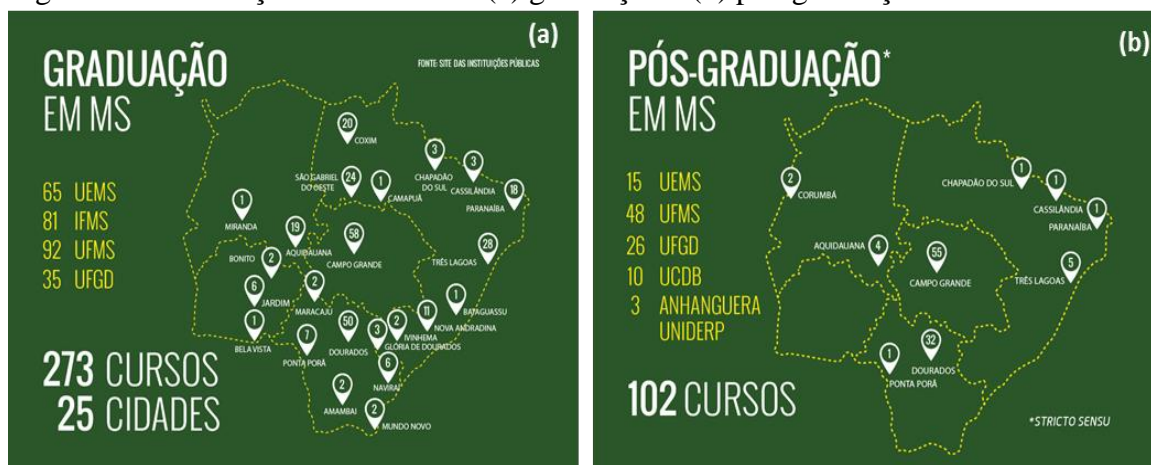 (a)
GRADUAÇÃO
EM MS
FONTE: SITE DAS INSTITUIÇÕES PÚBLICAS
65 UEMS
81 IFMS
92 UFMS
35 UFGD
273 CURSOS
25 CIDADES
20
COXIM
3
CHAPADÃO
DO SUL
3
CASSILÂNDIA
18
PARANAÍBA
24
SÃO GABRIEL
DO OESTE
1
CAMAPUÃ
1
MIRANDA
19
AQUIDAUANA
58
CAMPO GRANDE
28
TRÊS LAGOAS
2
BONITO
6
JARDIM
2
MARACAJÚ
1
BATAGUASSU
11
NOVA ANDRADINA
2
IVINHEMA
3
GLÓRIA DE DOURADOS
50
DOURADOS
1
BELA VISTA
7
PONTA PORÃ
6
NAVIRAÍ
2
AMAMBAI
2
MUNDO NOVO
(b)
PÓS-GRADUAÇÃO*
EM MS
15 UEMS
48 UFMS
26 UFGD
10 UCDB
3 ANHANGUERA
UNIDERP
102 CURSOS
2
CORUMBÁ
1
CHAPADÃO DO SUL
1
CASSILÂNDIA
1
PARANAÍBA
4
AQUIDAUANA
55
CAMPO GRANDE
5
TRÊS LAGOAS
32
DOURADOS
1
PONTA PORÃ
*STRICTO SENSU